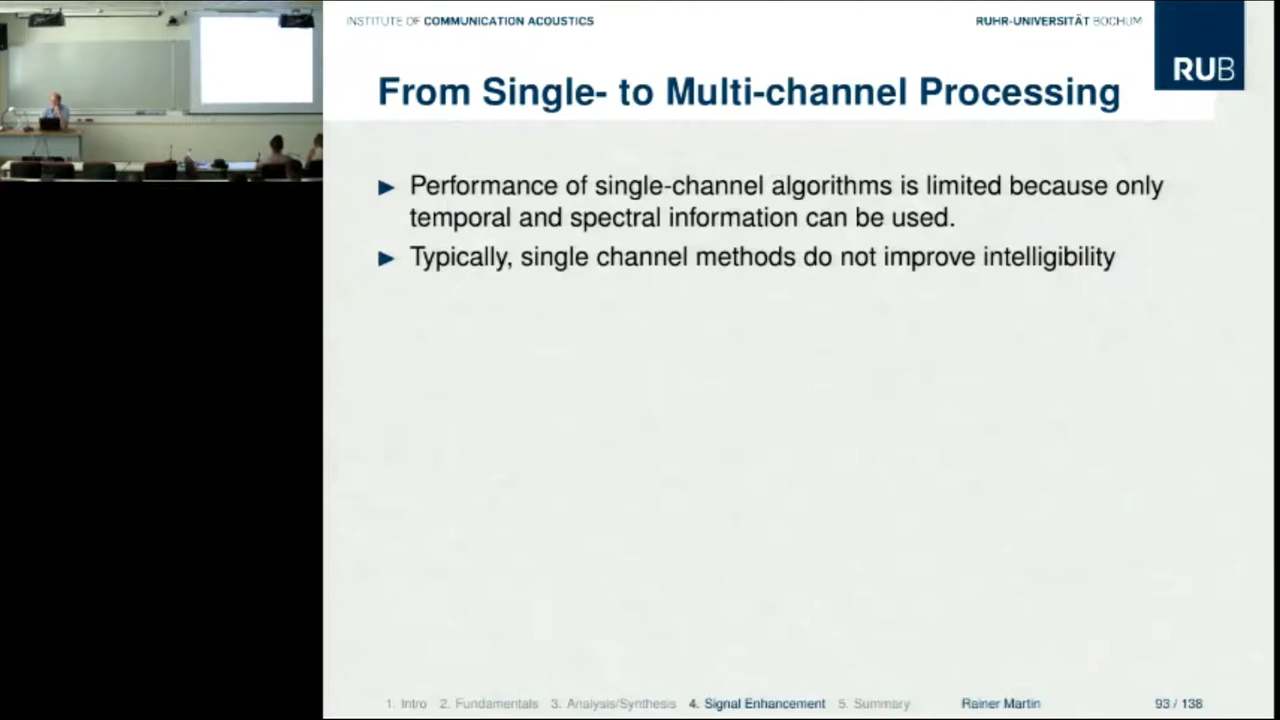 INSTITUTE OF COMMUNICATION ACOUSTICS
RUHR-UNIVERSITÄT BOCHUM
RUB
From Single- to Multi-channel Processing
Performance of single-channel algorithms is limited because only
temporal and spectral information can be used.
Typically, single channel methods do not improve intelligibility
1. Intro 2. Fundamentals 3. Analysis/Synthesis 4. Signal Enhancement 5. Summary Rainer Martin 93 / 138